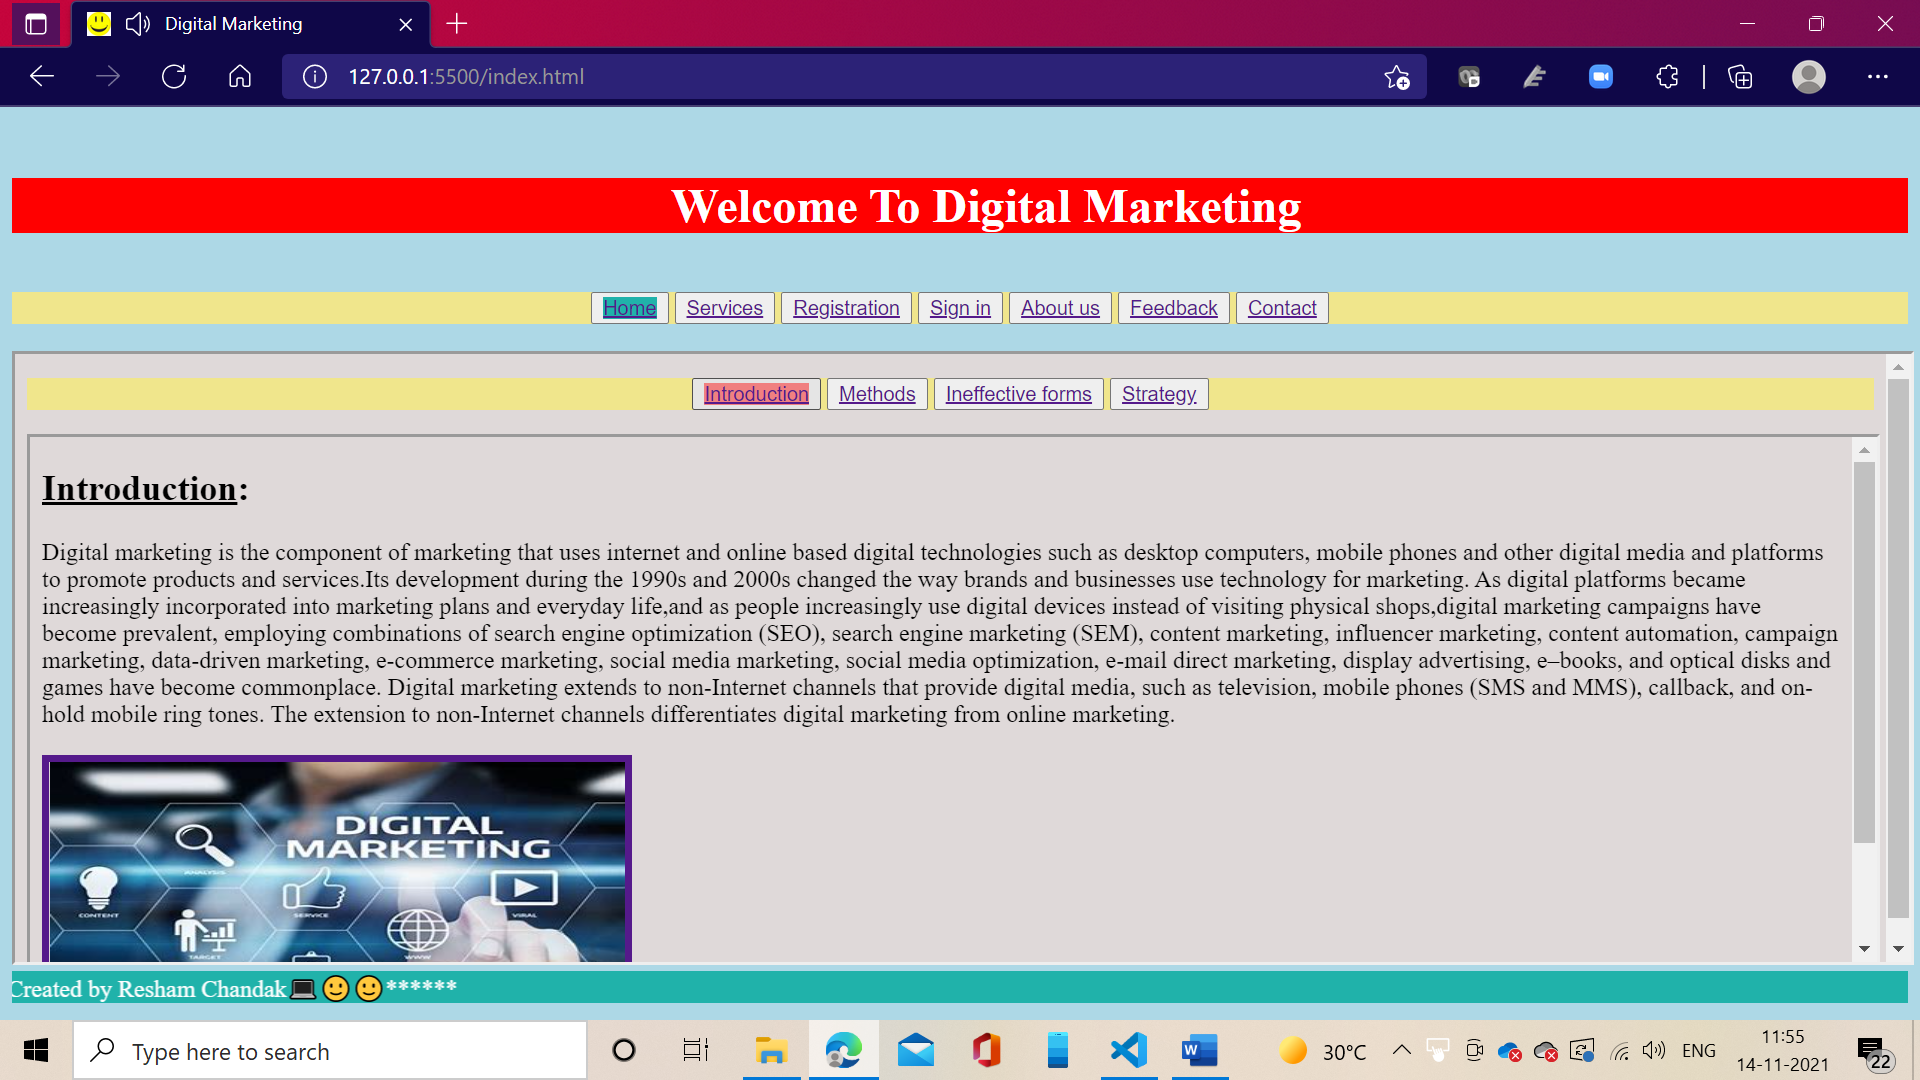 Digital Marketing
127.0.0.1:5500/index.html
Welcome To Digital Marketing
Home Services Registration Sign in About us Feedback Contact
Introduction Methods Ineffective forms Strategy
Introduction:
Digital marketing is the component of marketing that uses internet and online based digital technologies such as desktop computers, mobile phones and other digital media and platforms
to promote products and services.Its development during the 1990s and 2000s changed the way brands and businesses use technology for marketing. As digital platforms became
increasingly incorporated into marketing plans and everyday life,and as people increasingly use digital devices instead of visiting physical shops,digital marketing campaigns have
become prevalent, employing combinations of search engine optimization (SEO), search engine marketing (SEM), content marketing, influencer marketing, content automation, campaign
marketing, data-driven marketing, e-commerce marketing, social media marketing, social media optimization, e-mail direct marketing, display advertising, e–books, and optical disks and
games have become commonplace. Digital marketing extends to non-Internet channels that provide digital media, such as television, mobile phones (SMS and MMS), callback, and on-
hold mobile ring tones. The extension to non-Internet channels differentiates digital marketing from online marketing.
DIGITAL
MARKETING
ANALYSIS
CONTENT
SERVICE
VIRAL
TARGET
WWW
Created by Resham Chandak💻🙂🙂******
Type here to search
W
30°C
ENG
11:55
14-11-2021
22